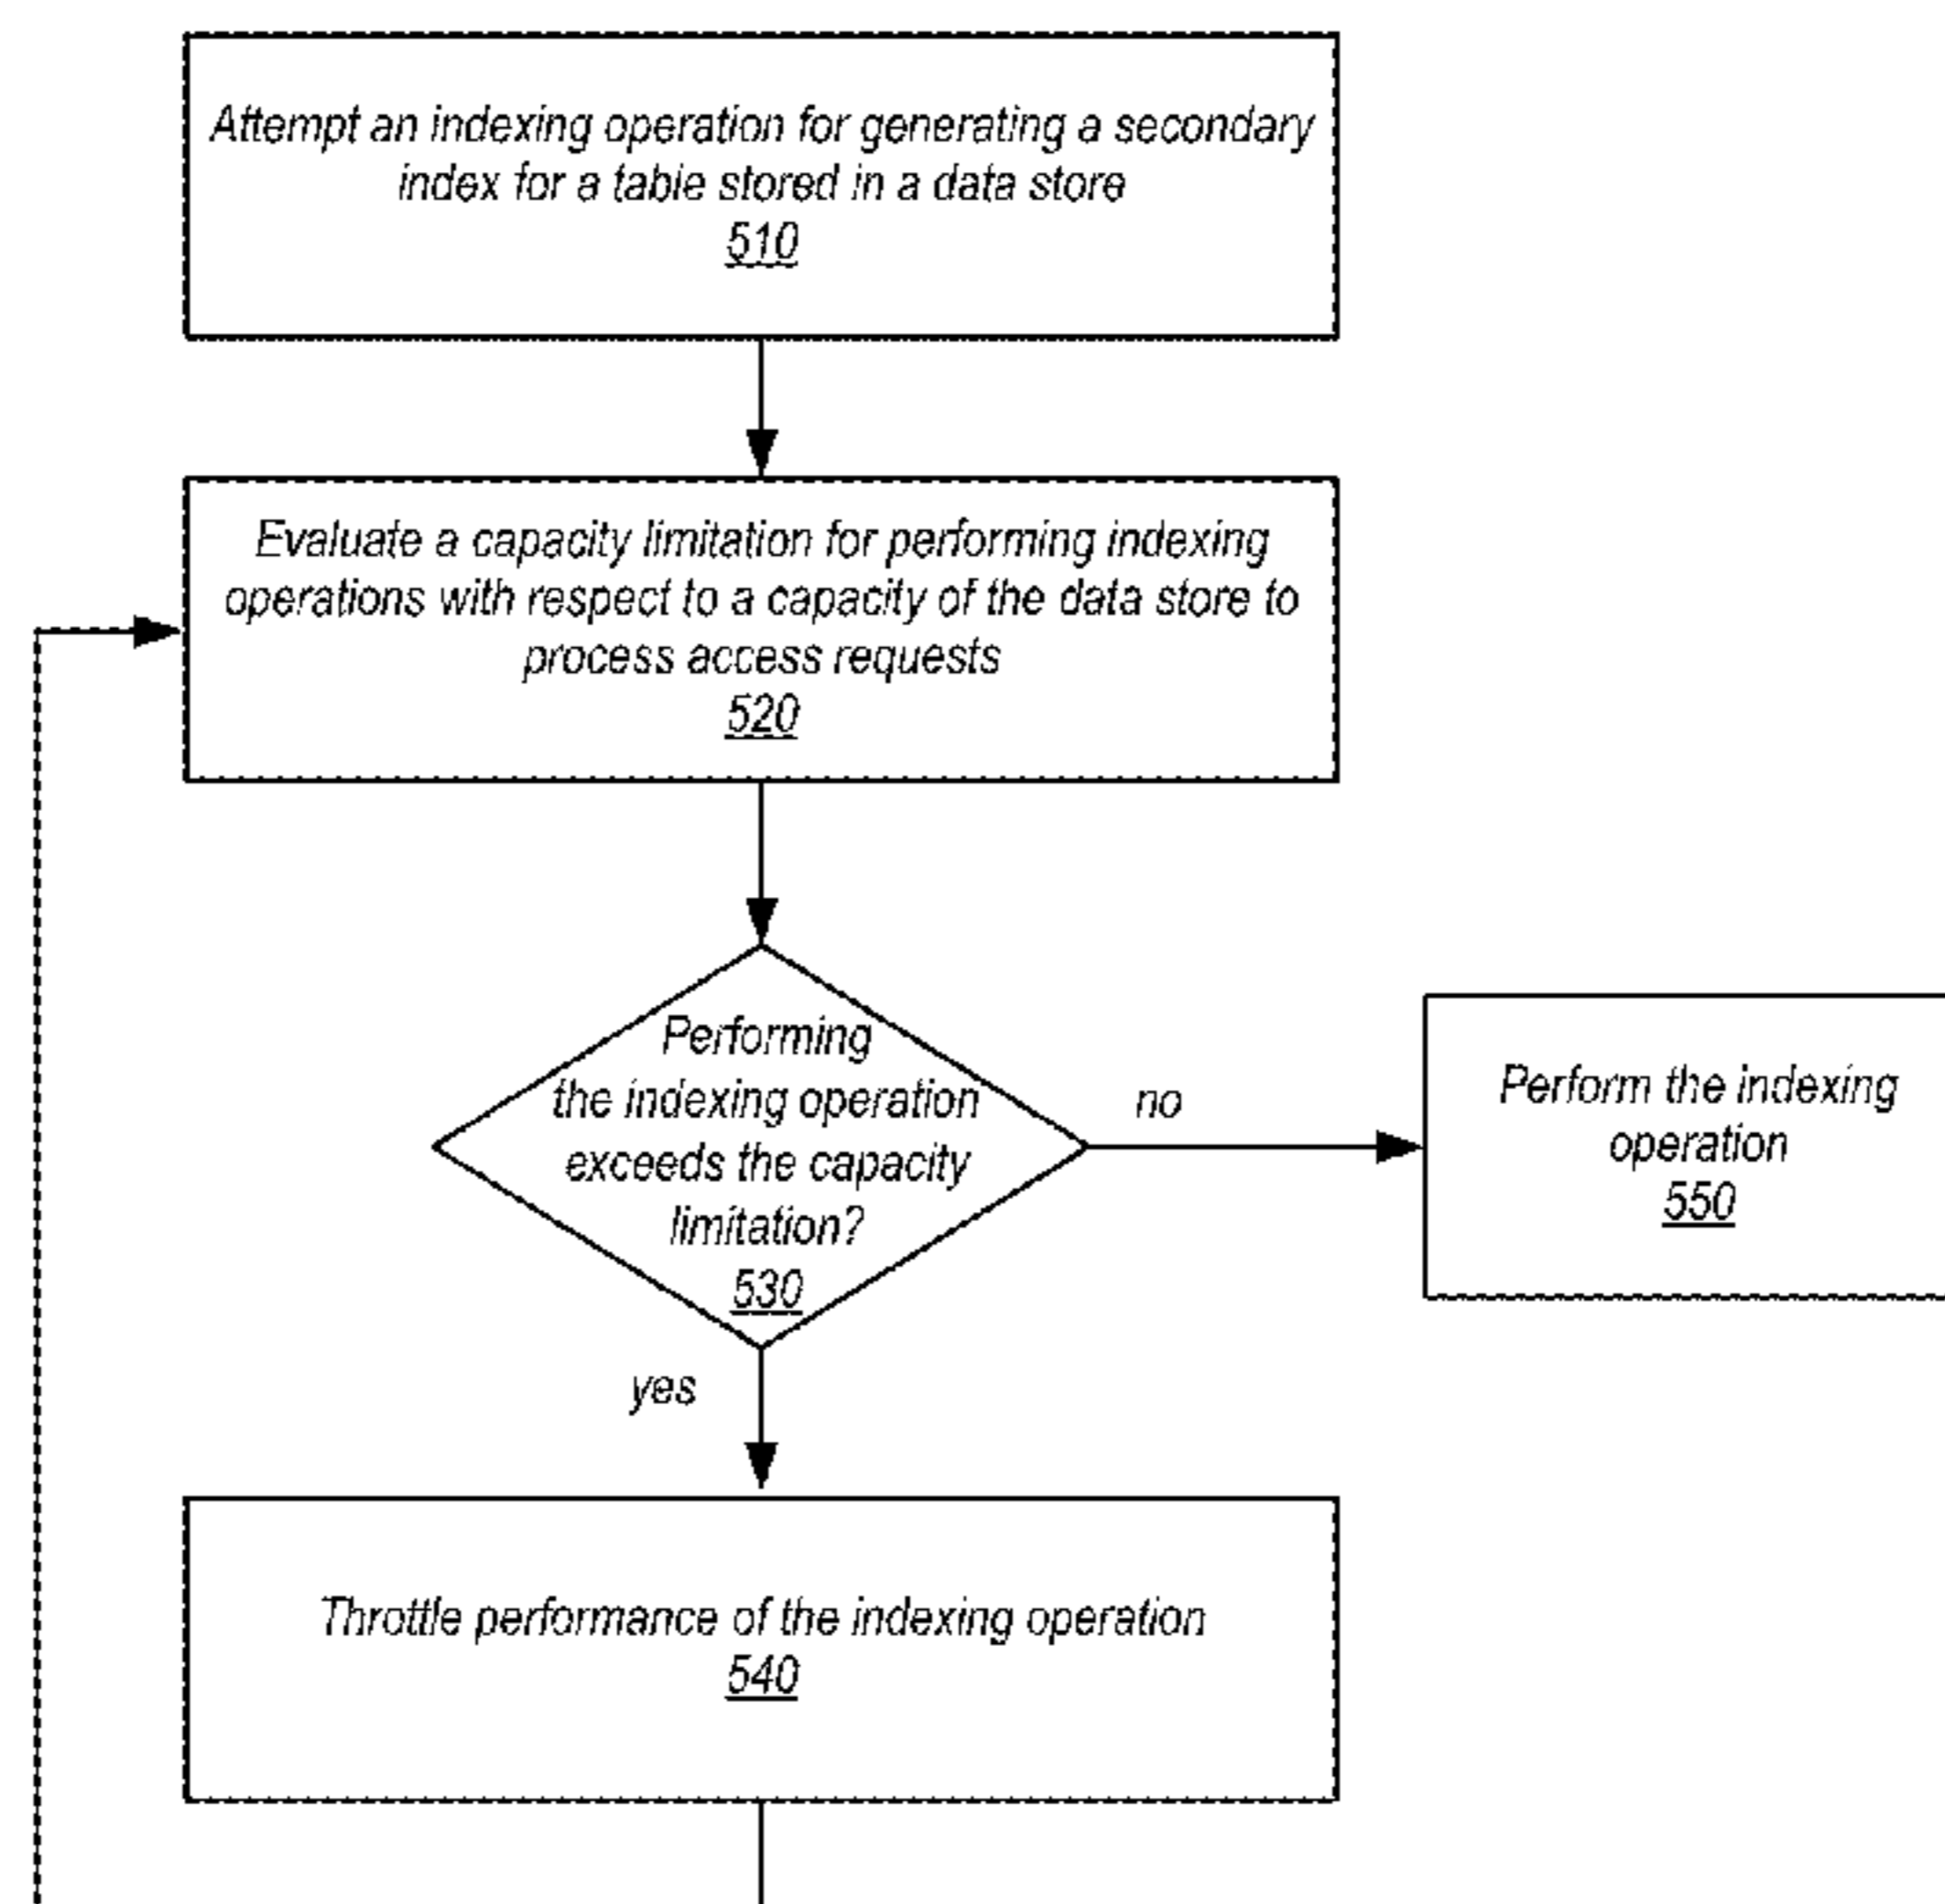 Attempt an indexing operation for generating a secondary
index for a table stored in a data store
510
Evaluate a capacity limitation for performing indexing
operations with respect to a capacity of the data store to
process access requests
520
Performing
the indexing operation
exceeds the capacity
limitation?
530
no
Perform the indexing
operation
550
yes
Throttle performance of the indexing operation
540